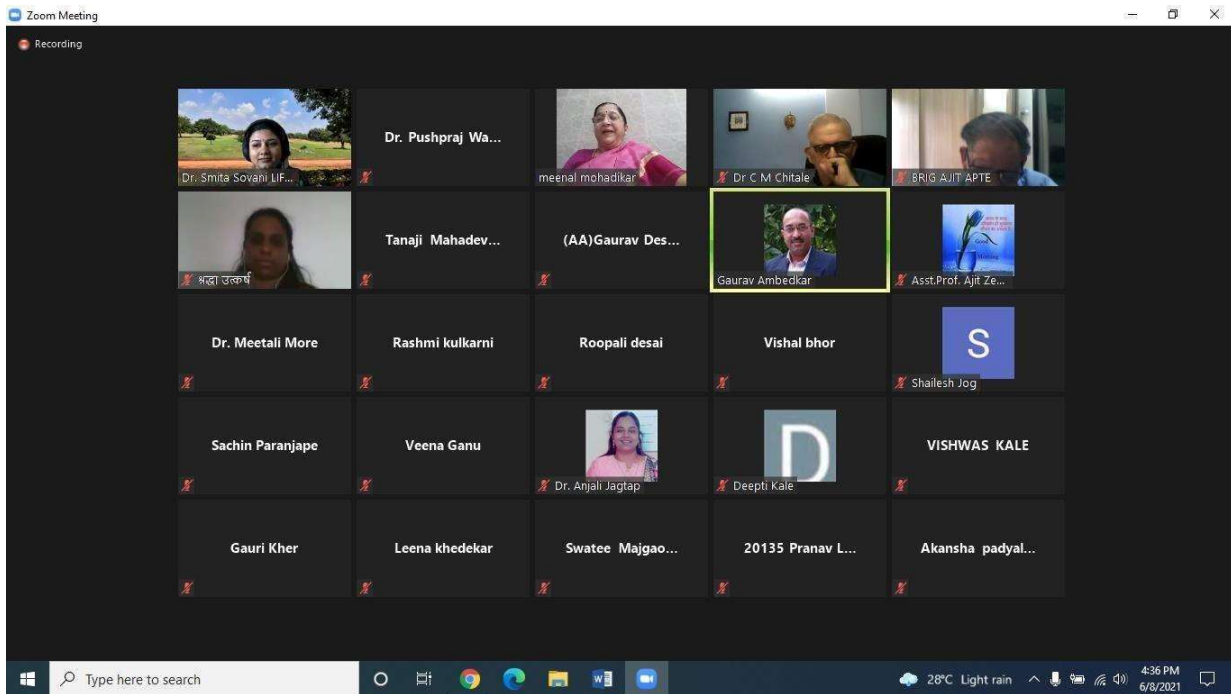 Zoom Meeting
Recording
Dr. Smita Sovani LIF...
Dr. Pushpraj Wa...
meenal mohadikar
Dr C M Chitale
BRIG AJIT APTE
श्रद्धा उत्कर्ष
Tanaji Mahadev...
(AA)Gaurav Des...
Gaurav Ambedkar
Good
Morning
Asst.Prof. Ajit Ze...
Dr. Meetali More
Rashmi kulkarni
Roopali desai
Vishal bhor
S
Shailesh Jog
Sachin Paranjape
Veena Ganu
Dr. Anjali Jagtap
D
Deepti Kale
VISHWAS KALE
Gauri Kher
Leena khedekar
Swatee Majgao...
20135 Pranav L...
Akansha padyal...
Type here to search
W
28°C Light rain
4:36 PM
6/8/2021